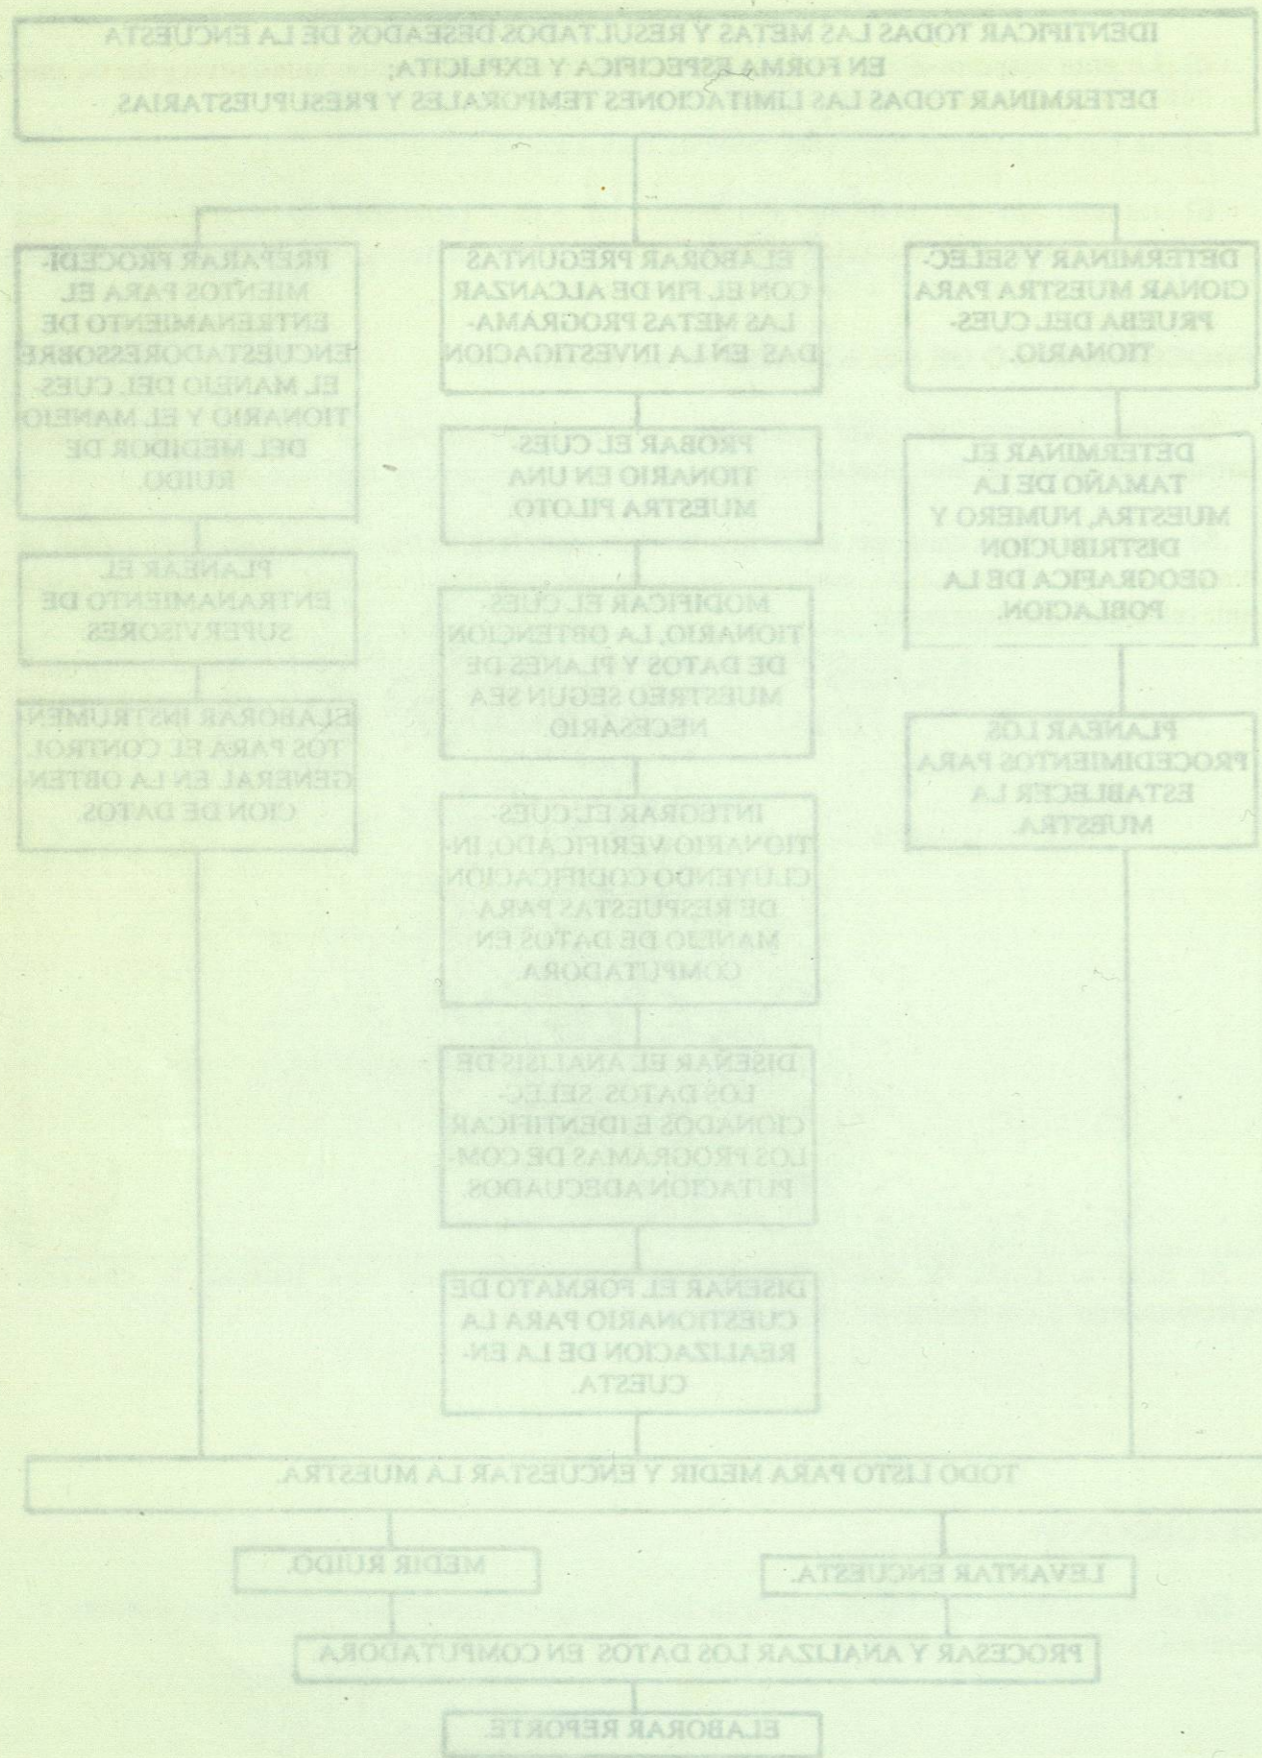 IDENTIFICAR TODAS LAS METAS Y RESULTADOS DESEADOS DE LA ENCUESTA
EN FORMA ESPECIFICA Y EXPLICITA;
DETERMINAR TODAS LAS LIMITACIONES TEMPORALES Y PRESUPUESTARIAS
DETERMINAR Y SELEC-
CIONAR MUESTRA PARA
PRUEBA DEL CUES-
TIONARIO.
DETERMINAR EL
TAMAÑO DE LA
MUESTRA, NUMERO Y
DISTRIBUCION
GEOGRAFICA DE LA
POBLACION.
PLANEAR LOS
PROCEDIMIENTOS PARA
ESTABLECER LA
MUESTRA.
ELABORAR PREGUNTAS
CON EL FIN DE ALCANZAR
LAS METAS PROGRAMA-
DAS EN LA INVESTIGACION
PROBAR EL CUES-
TIONARIO EN UNA
MUESTRA PILOTO.
MODIFICAR EL CUES-
TIONARIO, LA OBTENCION
DE DATOS Y PLANES DE
MUESTREO SEGUN SEA
NECESARIO.
INTEGRAR EL CUES-
TIONARIO VERIFICADO, IN-
CLUYENDO CODIFICACION
DE RESPUESTAS PARA
MANEJO DE DATOS EN
COMPUTADORA.
DISEÑAR EL ANALISIS DE
LOS DATOS SELEC-
CIONADOS E IDENTIFICAR
LOS PROGRAMAS DE COM-
PUTACION ADECUADOS.
DISEÑAR EL FORMATO DE
CUESTIONARIO PARA LA
REALIZACION DE LA EN-
CUESTA.
PREPARAR PROCEDI-
MIENTOS PARA EL
ENTRENAMIENTO DE
ENCUESTADORESSOBRE
EL MANEJO DEL CUES-
TIONARIO Y EL MANEJO
DEL MEDIDOR DE
RUIDO.
PLANEAR EL
ENTRANAMIENTO DE
SUPERVISORES.
ELABORAR INSTRUMEN-
TOS PARA EL CONTROL
GENERAL EN LA OBTEN-
CION DE DATOS.
TODO LISTO PARA MEDIR Y ENCUESTAR LA MUESTRA.
LEVANTAR ENCUESTA.
MEDIR RUIDO.
PROCESAR Y ANALIZAR LOS DATOS EN COMPUTADORA
ELABORAR REPORTE.